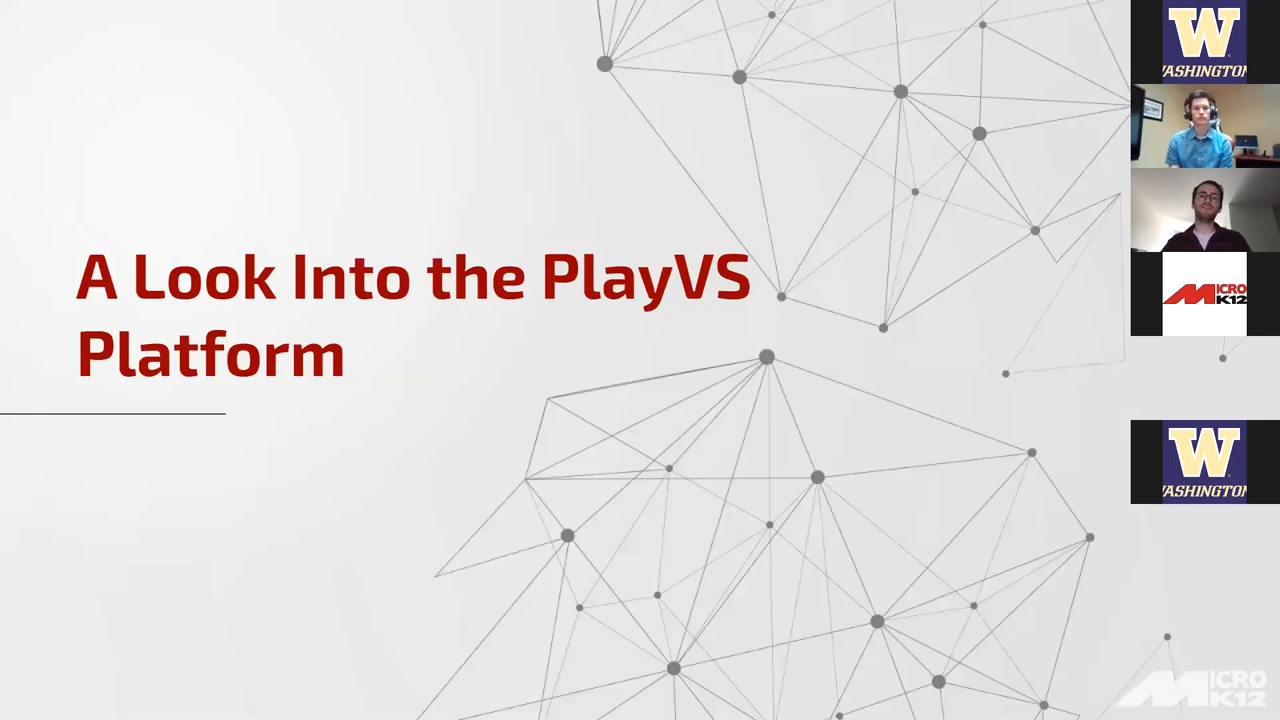 A Look Into the PlayVS
Platform
W
WASHINGTON
MICRO
K12
W
WASHINGTON
MICRO
K12